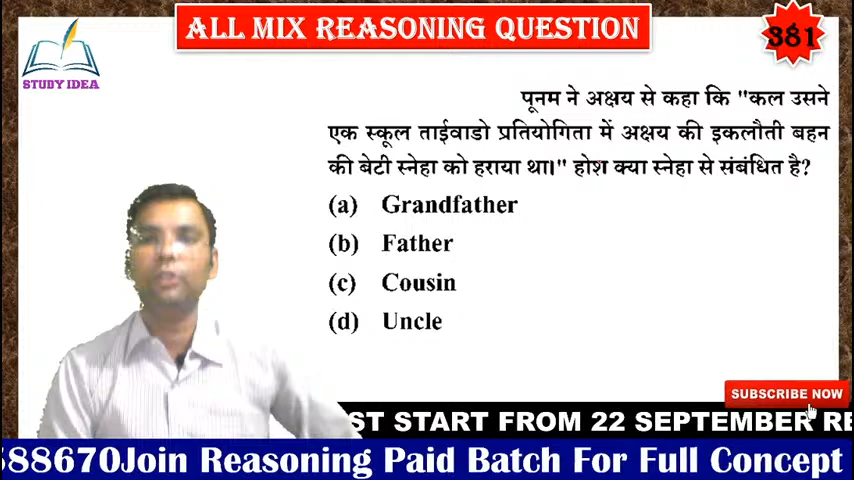 ALL MIX REASONING QUESTION
381
STUDY IDEA
पूनम ने अक्षय से कहा कि "कल उसने
एक स्कूल ताईवाडो प्रतियोगिता में अक्षय की इकलौती बहन
की बेटी स्नेहा को हराया था।" होश क्या स्नेहा से संबंधित है?
(a) Grandfather
(b) Father
(c) Cousin
(d) Uncle
SUBSCRIBE NOW
ST START FROM 22 SEPTEMBER RE
588670Join Reasoning Paid Batch For Full Concept